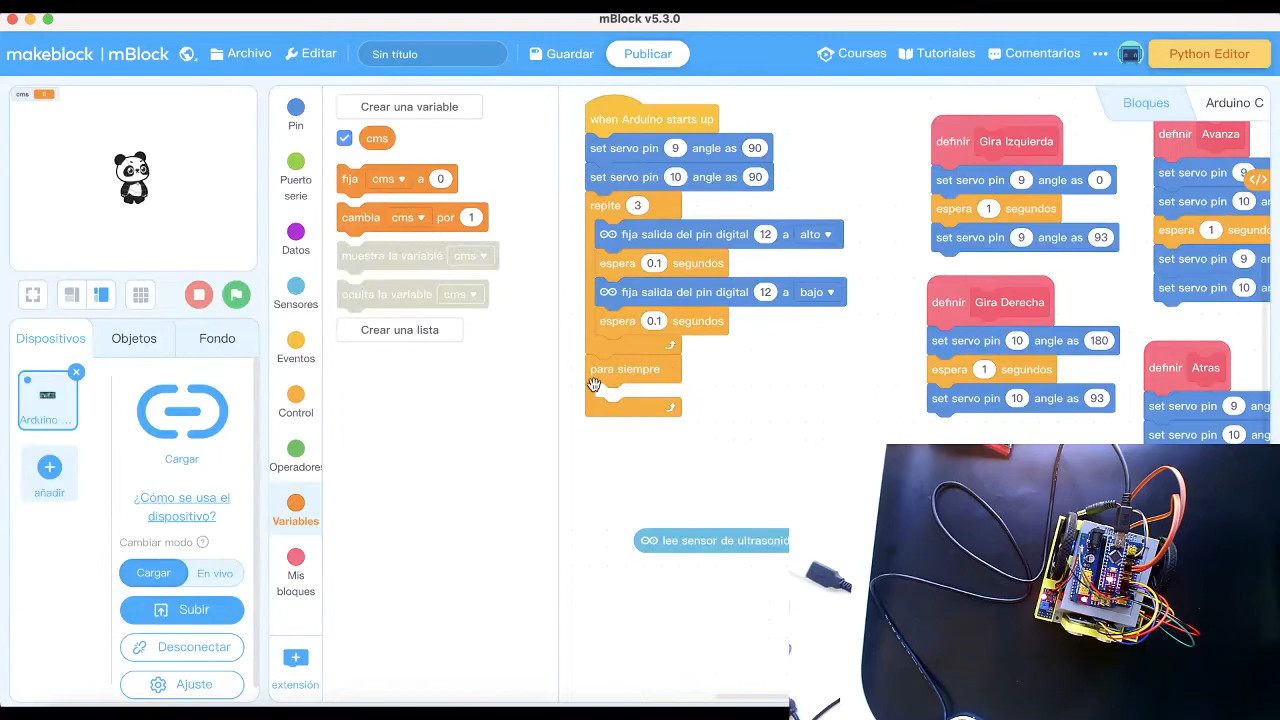 mBlock v5.3.0
makeblock | mBlock
Archivo
Editar
Sin título
Guardar
Publicar
Courses
Tutoriales
Comentarios
Python Editor
cms
Pin
Puerto
serie
Datos
Sensores
Eventos
Control
Operadore
Variables
Mis
bloques
extensión
Crear una variable
cms
fija cms a 0
cambia cms por 1
muestra la variable cms
oculta la variable cms
Crear una lista
when Arduino starts up
set servo pin 9 angle as 90
set servo pin 10 angle as 90
repite 3
fija salida del pin digital 12 a alto
espera 0.1 segundos
fija salida del pin digital 12 a bajo
espera 0.1 segundos
para siempre
lee sensor de ultrasonid
definir Gira Izquierda
set servo pin 9 angle as 0
espera 1 segundos
set servo pin 9 angle as 93
definir Gira Derecha
set servo pin 10 angle as 180
espera 1 segundos
set servo pin 10 angle as 93
Bloques
Arduino C
definir Avanza
set servo pin 9
set servo pin 10
espera 1 segundo
set servo pin 9
set servo pin 10
definir Atras
set servo pin 9
set servo pin 10
Dispositivos
Objetos
Fondo
Arduino ...
añadir
Cargar
¿Cómo se usa el
dispositivo?
Cambiar modo ?
Cargar
En vivo
Subir
Desconectar
Ajuste